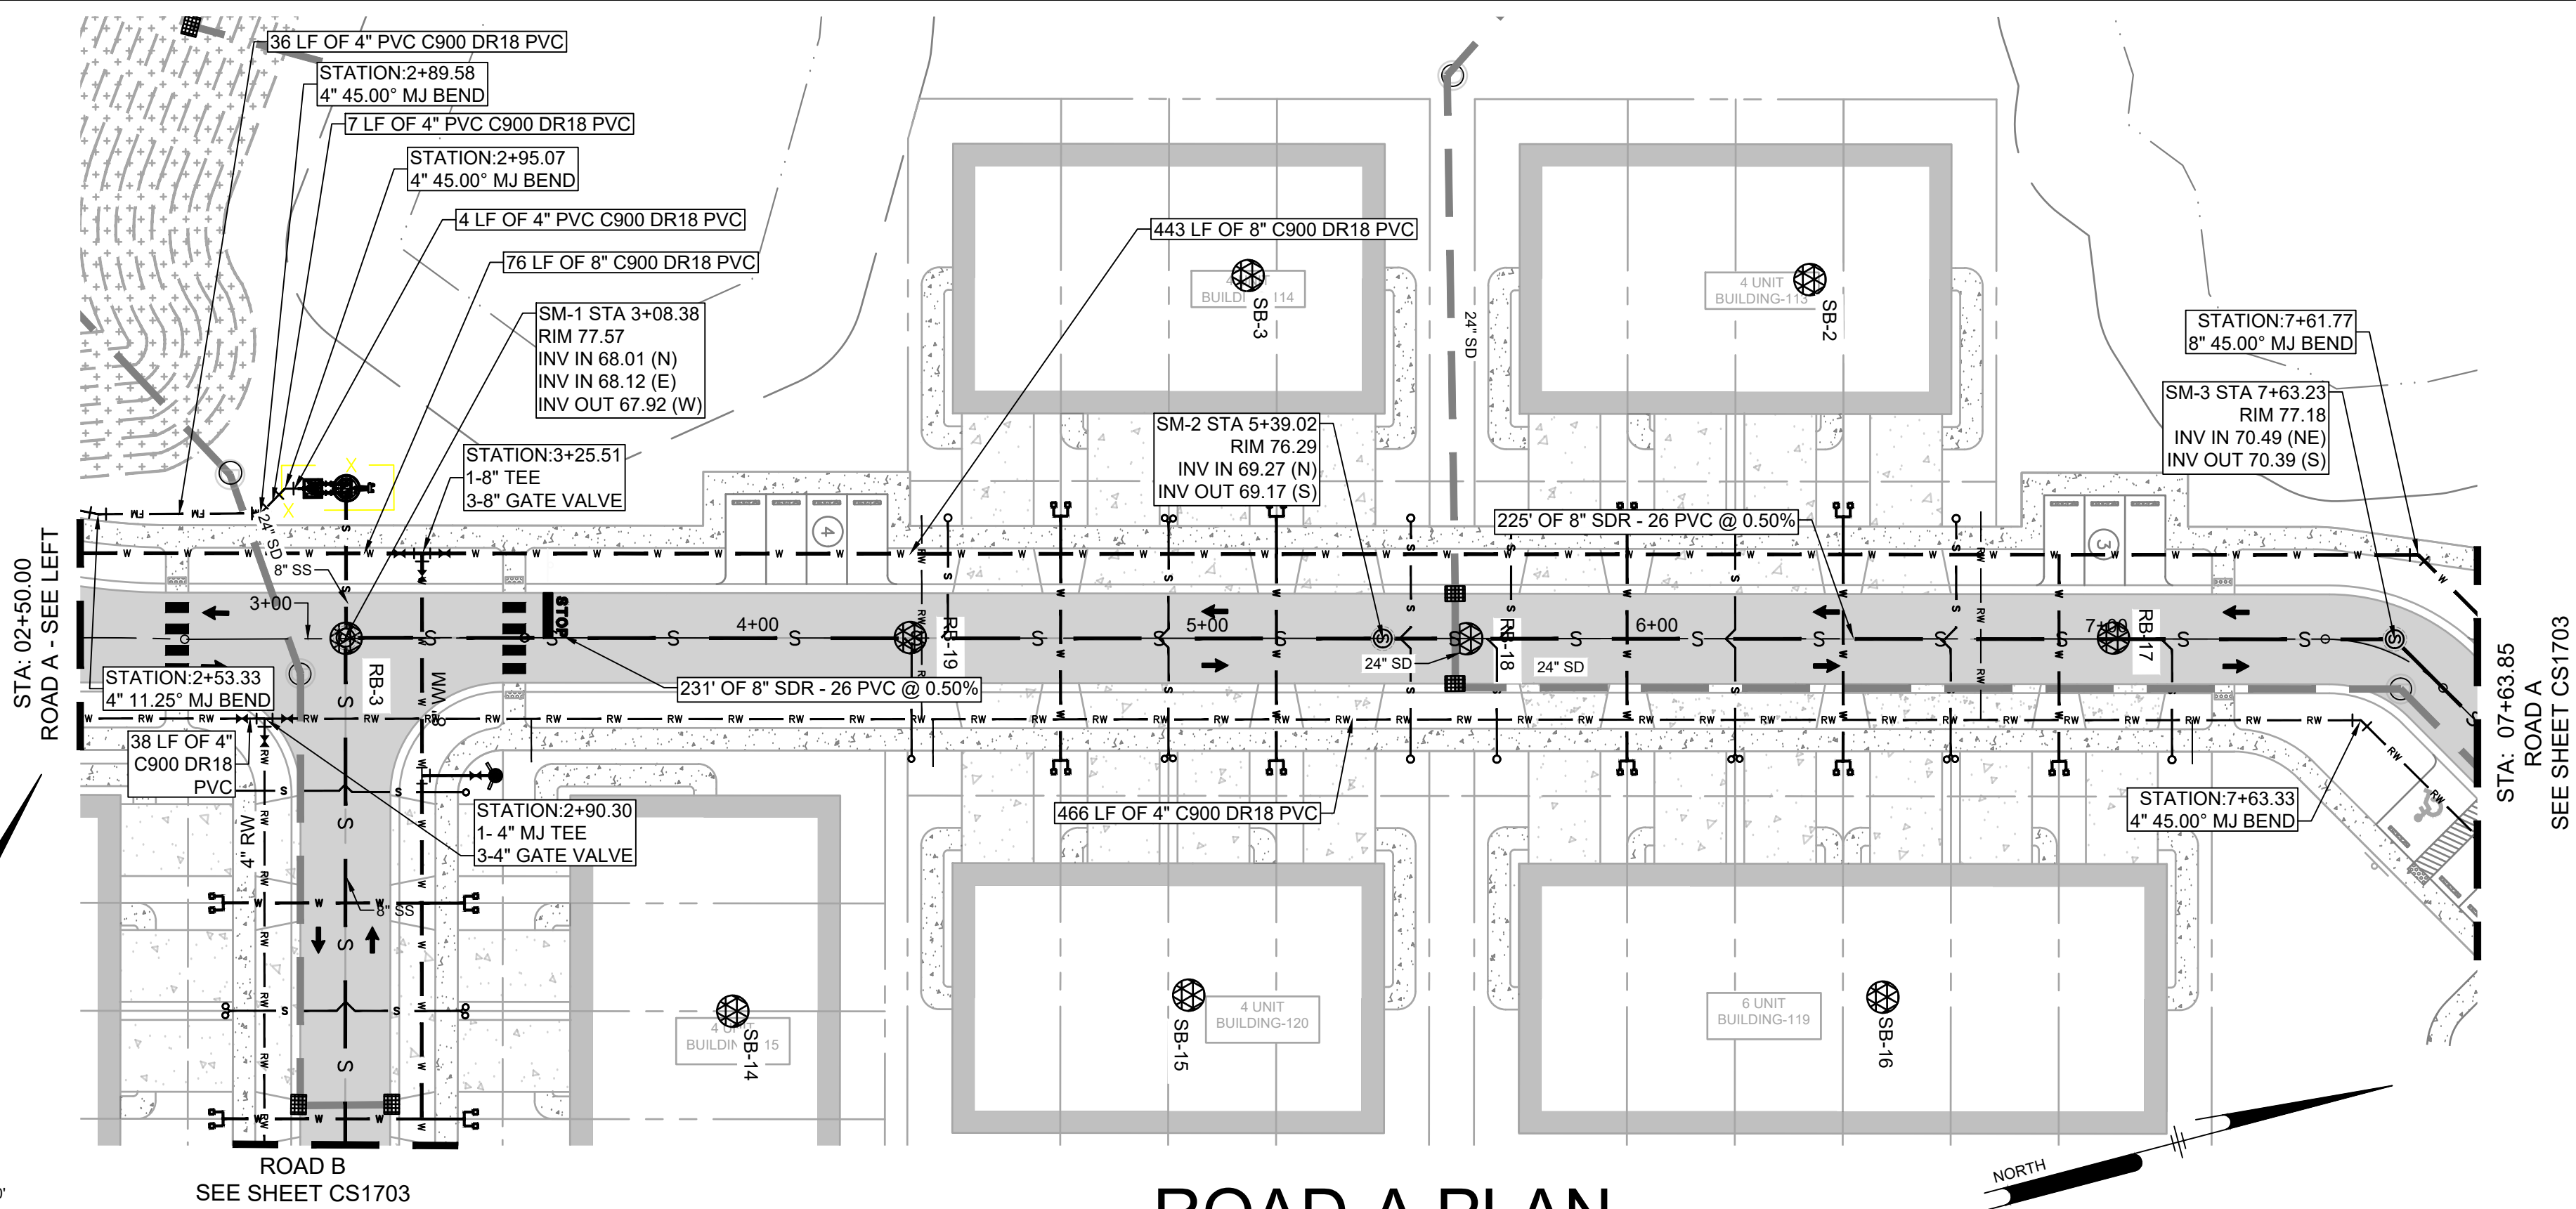 36 LF OF 4" PVC C900 DR18 PVC
STATION:2+89.58
4" 45.00° MJ BEND
7 LF OF 4" PVC C900 DR18 PVC
STATION:2+95.07
4" 45.00° MJ BEND
4 LF OF 4" PVC C900 DR18 PVC
76 LF OF 8" C900 DR18 PVC
SM-1 STA 3+08.38
RIM 77.57
INV IN 68.01 (N)
INV IN 68.12 (E)
INV OUT 67.92 (W)
STATION:3+25.51
1-8" TEE
3-8" GATE VALVE
443 LF OF 8" C900 DR18 PVC
SB-3
4 UNIT
BUILDING-113
SB-2
24" SD
SM-2 STA 5+39.02
RIM 76.29
INV IN 69.27 (N)
INV OUT 69.17 (S)
225' OF 8" SDR - 26 PVC @ 0.50%
STATION:7+61.77
8" 45.00° MJ BEND
SM-3 STA 7+63.23
RIM 77.18
INV IN 70.49 (NE)
INV OUT 70.39 (S)
STA: 02+50.00
ROAD A - SEE LEFT
FM FM
24" SD
X
X
4
3
8" SS
3+00
STOP
4+00
5+00
6+00
7+00
RB-3
RB-19
RB-18
RB-17
24" SD
24" SD
STATION:2+53.33
4" 11.25° MJ BEND
231' OF 8" SDR - 26 PVC @ 0.50%
38 LF OF 4"
C900 DR18
PVC
4" RW
8" WM
STATION:2+90.30
1- 4" MJ TEE
3-4" GATE VALVE
466 LF OF 4" C900 DR18 PVC
STATION:7+63.33
4" 45.00° MJ BEND
STA: 07+63.85
ROAD A
SEE SHEET CS1703
8" SS
SB-14
SB-15
4 UNIT
BUILDING-120
6 UNIT
BUILDING-119
SB-16
ROAD B
SEE SHEET CS1703
NORTH
ROAD A PLAN